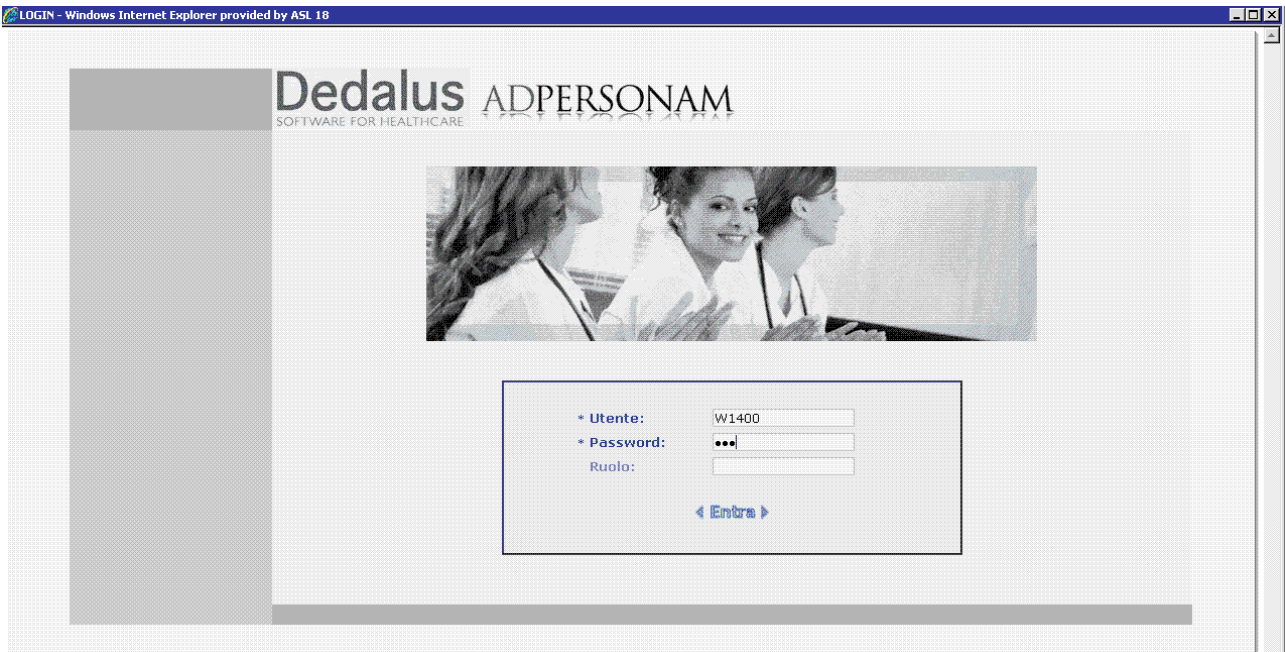 LOGIN - Windows Internet Explorer provided by ASL 18
Dedalus ADPERSONAM
SOFTWARE FOR HEALTHCARE
* Utente: W1400
* Password: •••
Ruolo:
Entra